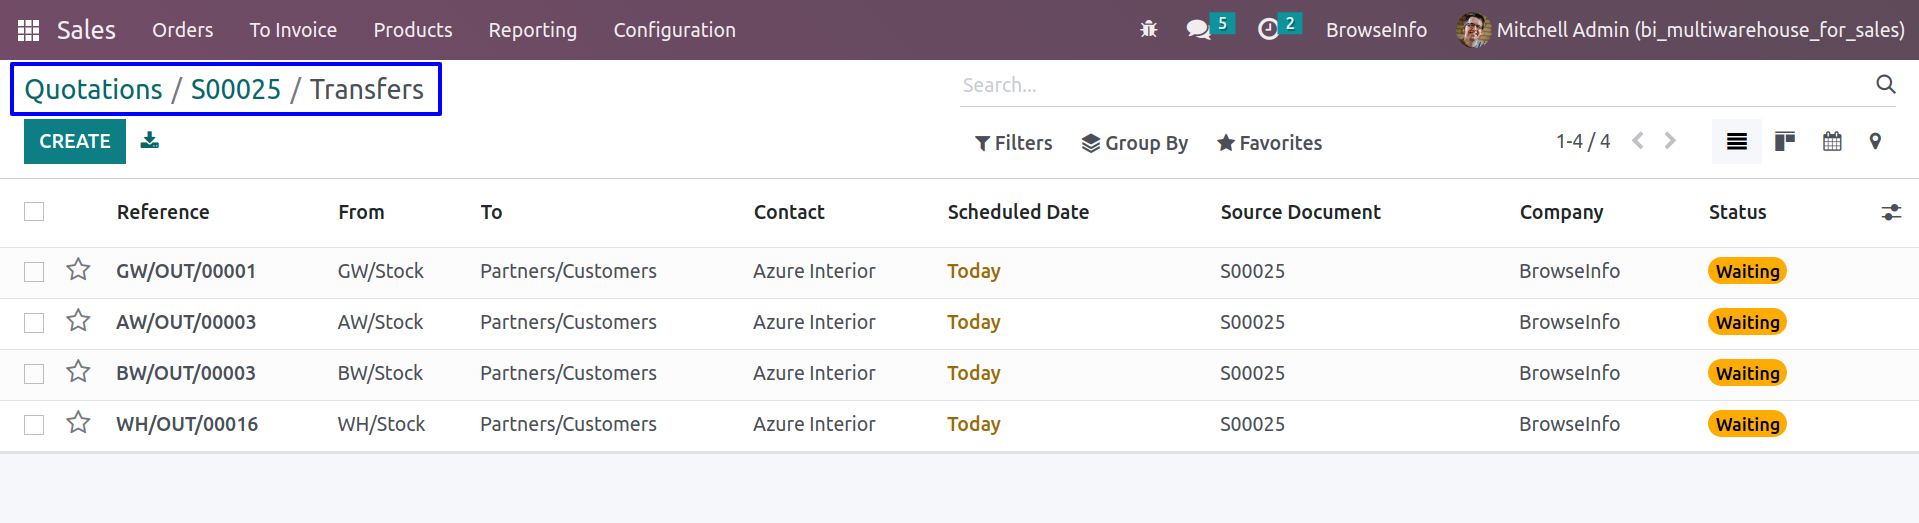 Sales Orders To Invoice Products Reporting Configuration 5 2 BrowseInfo Mitchell Admin (bi_multiwarehouse_for_sales)
Quotations / S00025 / Transfers
Search...
CREATE
Filters Group By Favorites 1-4 / 4
Reference From To Contact Scheduled Date Source Document Company Status
GW/OUT/00001 GW/Stock Partners/Customers Azure Interior Today S00025 BrowseInfo Waiting
AW/OUT/00003 AW/Stock Partners/Customers Azure Interior Today S00025 BrowseInfo Waiting
BW/OUT/00003 BW/Stock Partners/Customers Azure Interior Today S00025 BrowseInfo Waiting
WH/OUT/00016 WH/Stock Partners/Customers Azure Interior Today S00025 BrowseInfo Waiting